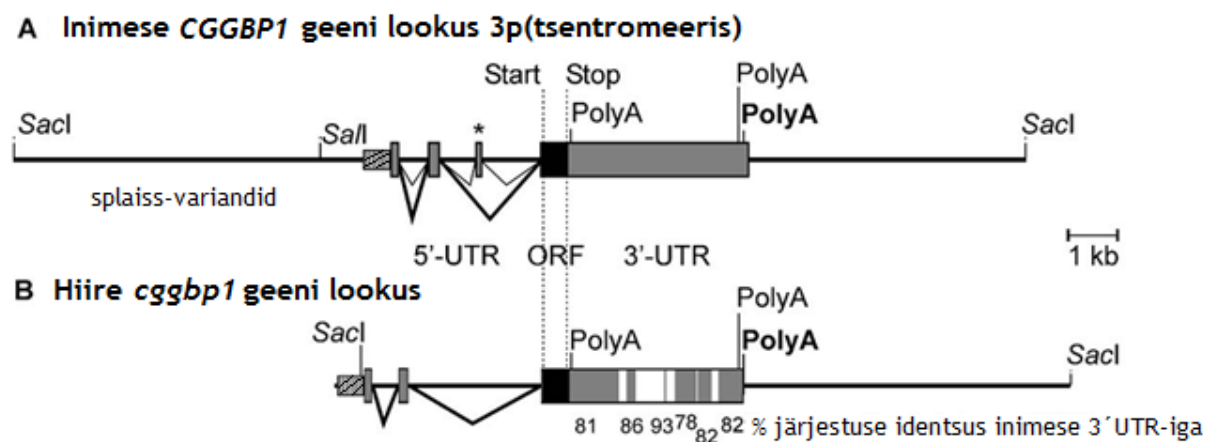 A Inimese CGGBP1 geeni lookus 3p(tsentromeeris)
PolyA
Start Stop
PolyA PolyA
SacI SalI * SacI
splaiss-variandid
1 kb
5'-UTR ORF 3'-UTR
B Hiire cggbp1 geeni lookus
PolyA
SacI PolyA PolyA SacI
81 86 93 78 82 82 % järjestuse identsus inimese 3´UTR-iga